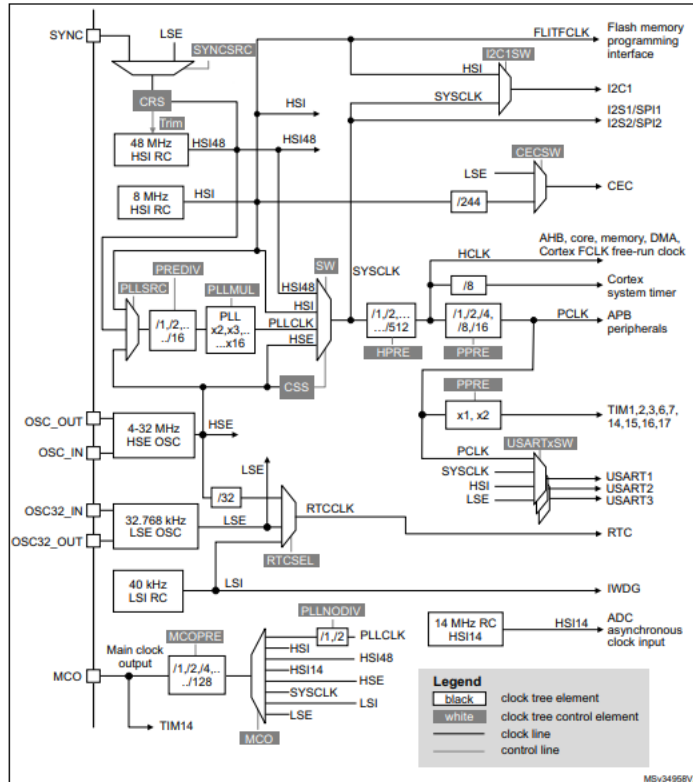 SYNC
LSE
SYNCSRC
CRS
Trim
48 MHz
HSI RC
HSI48
HSI48
HSI
8 MHz
HSI RC
HSI
FLITFCLK
Flash memory
programming
interface
I2C1SW
HSI
SYSCLK
I2C1
I2S1/SPI1
I2S2/SPI2
CECSW
LSE
/244
CEC
PLLSRC
PREDIV
/1,/2,..
../16
PLLMUL
PLL
x2,x3,..
...x16
SW
HSI48
HSI
PLLCLK
HSE
CSS
SYSCLK
/1,/2,...
.../512
HPRE
HCLK
AHB, core, memory, DMA,
Cortex FCLK free-run clock
/8
Cortex
system timer
/1,/2,/4,
/8,/16
PPRE
PCLK
APB
peripherals
PPRE
x1, x2
TIM1,2,3,6,7,
14,15,16,17
PCLK
SYSCLK
HSI
LSE
USARTxSW
USART1
USART2
USART3
OSC_OUT
OSC_IN
4-32 MHz
HSE OSC
HSE
OSC32_IN
OSC32_OUT
32.768 kHz
LSE OSC
/32
LSE
LSE
RTCCLK
RTCSEL
RTC
40 kHz
LSI RC
LSI
IWDG
PLLNODIV
/1,/2
PLLCLK
14 MHz RC
HSI14
HSI14
ADC
asynchronous
clock input
MCO
Main clock
output
MCOPRE
/1,/2,/4,..
../128
HSI
HSI48
HSI14
HSE
SYSCLK
LSI
LSE
MCO
TIM14
Legend
black
clock tree element
white
clock tree control element
clock line
control line
MSv34958V